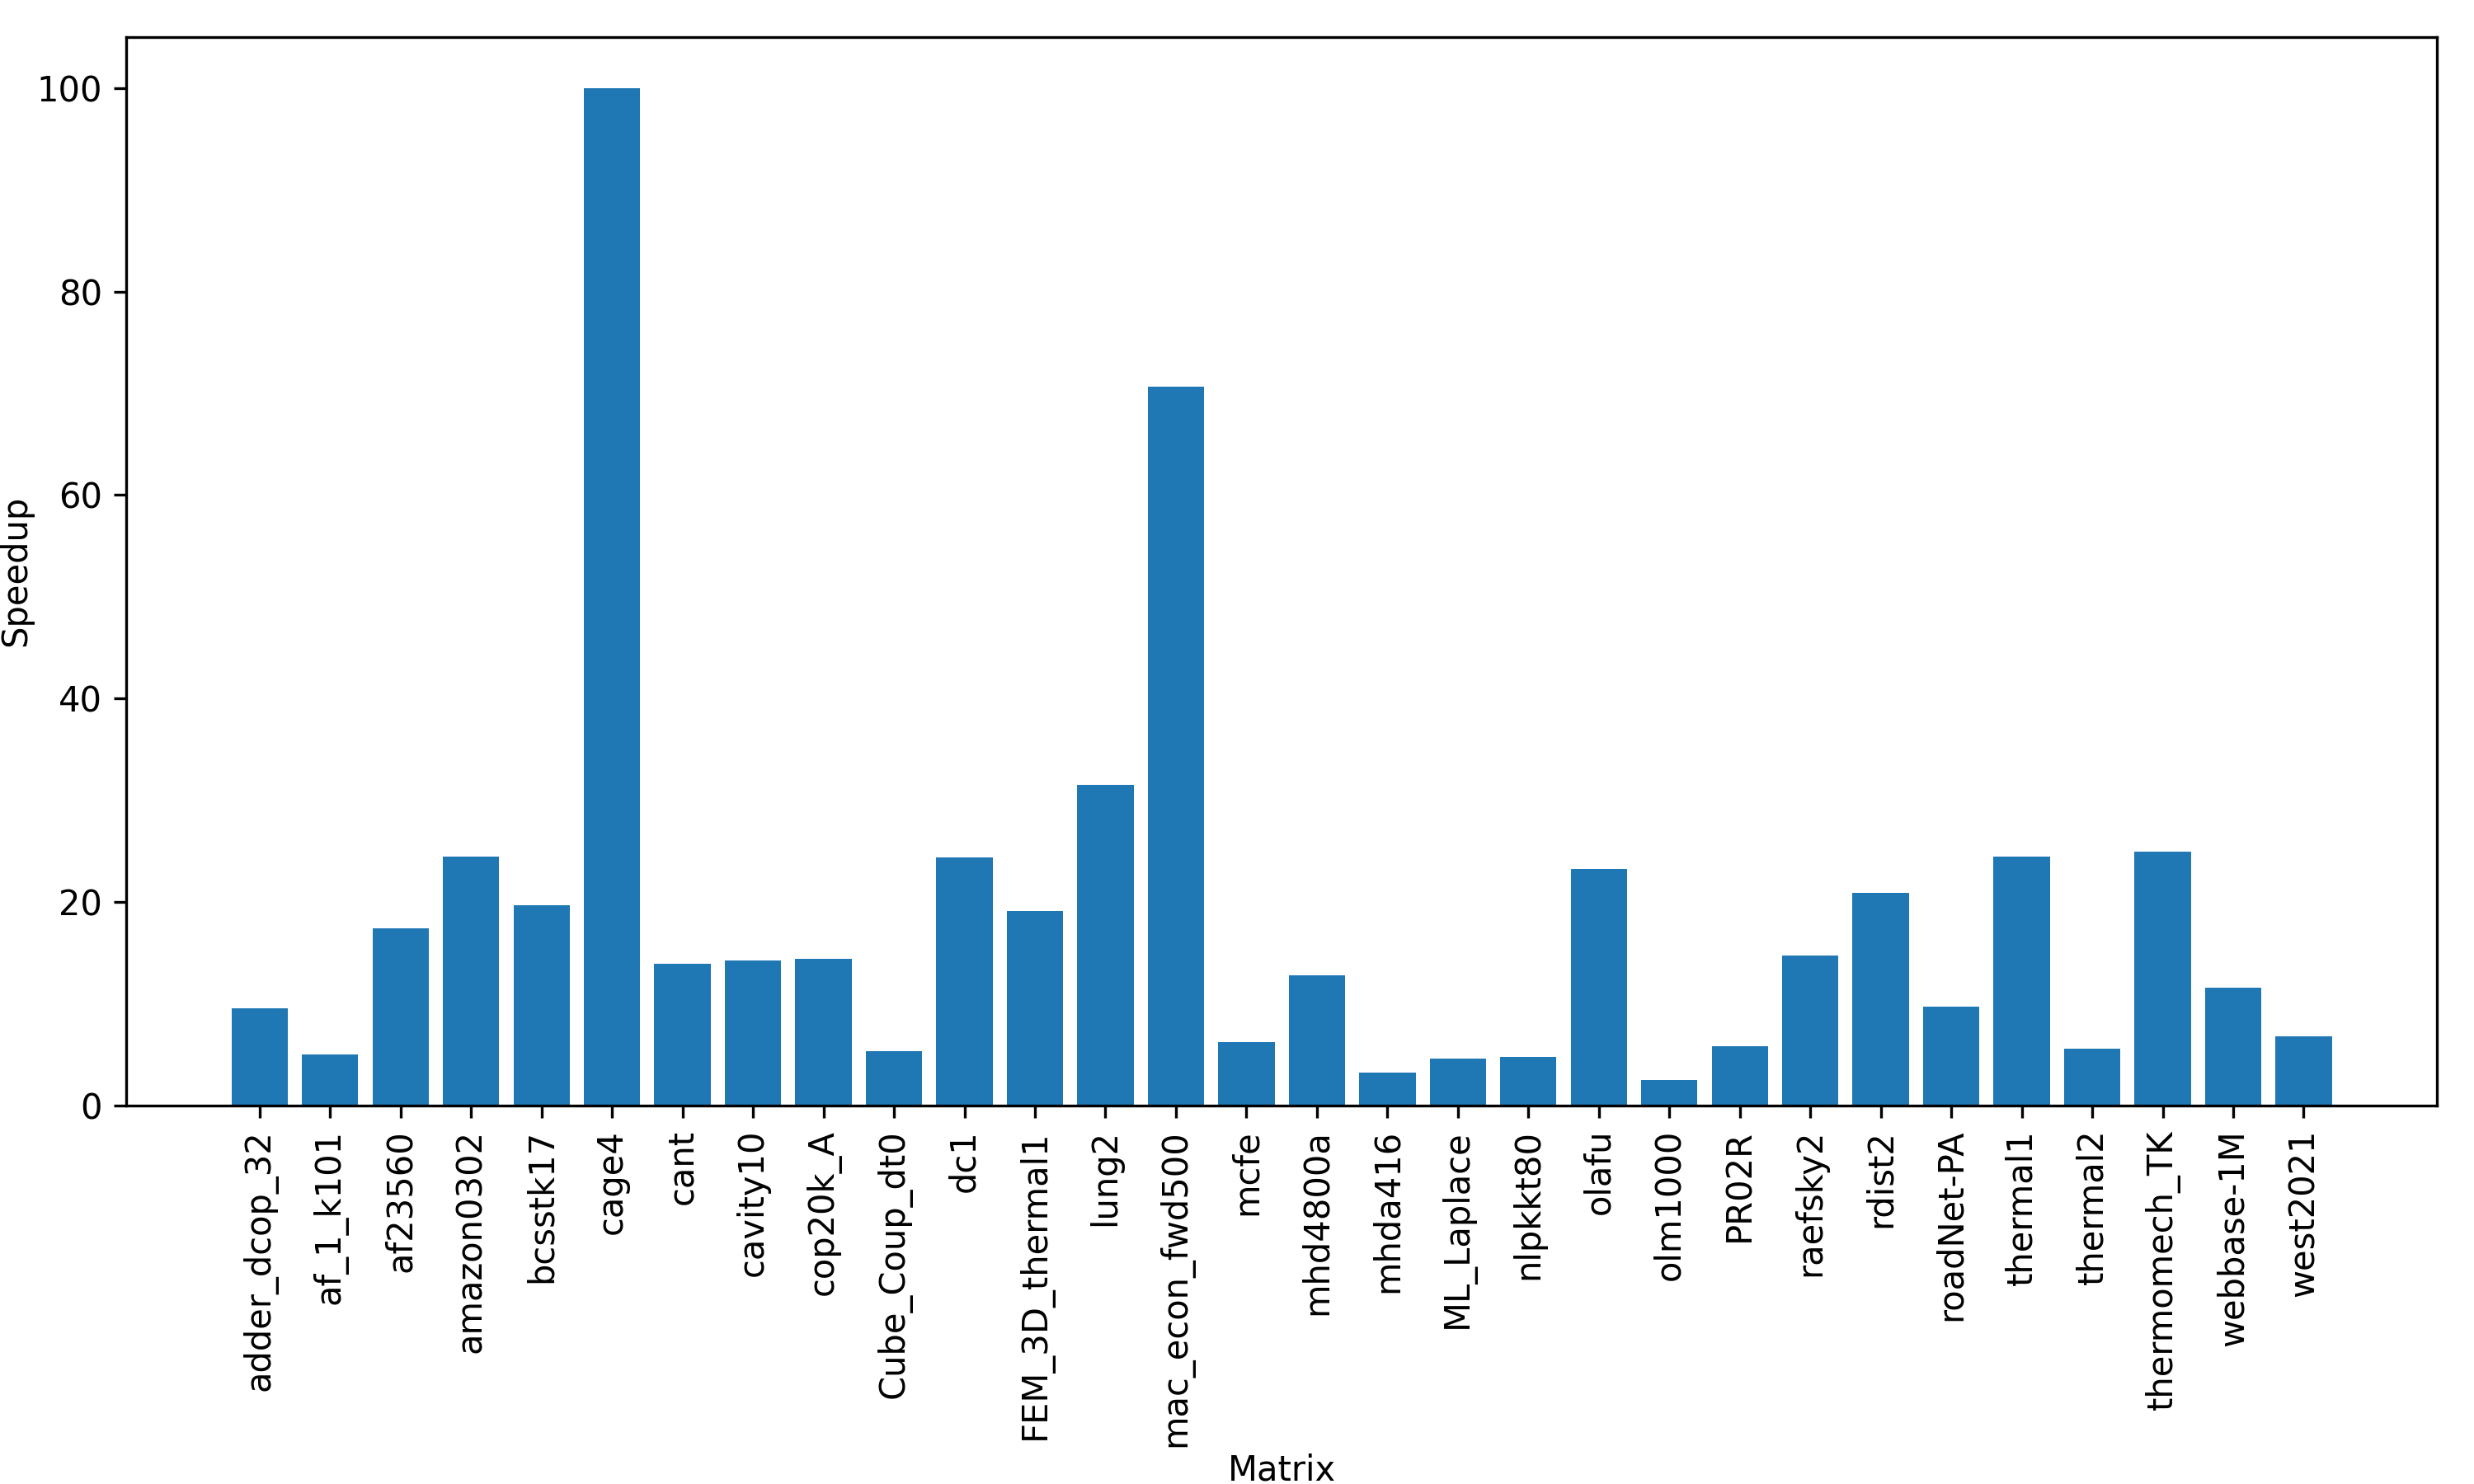 100
80
60
40
20
0
Speedup
adder_dcop_32
af_1_k101
af23560
amazon0302
bcsstk17
cage4
cant
cavity10
cop20k_A
Cube_Coup_dt0
dc1
FEM_3D_thermal1
lung2
mac_econ_fwd500
mcfe
mhd4800a
mhda416
ML_Laplace
nlpkkt80
olafu
olm1000
PR02R
raefsky2
rdist2
roadNet-PA
thermal1
thermal2
thermomech_TK
webbase-1M
west2021
Matrix